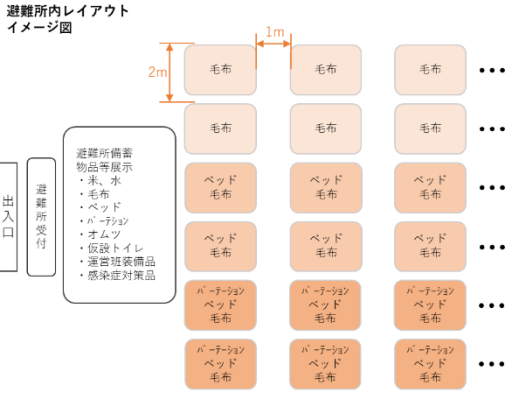 避難所内レイアウト
イメージ図
1m
2m
毛布 毛布 毛布 •••
毛布 毛布 毛布 •••
出入口
避難所受付
避難所備蓄
物品等展示
・米、水
・毛布
・ベッド
・ﾊﾟｰﾃｰｼｮﾝ
・オムツ
・仮設トイレ
・運営班装備品
・感染症対策品
ベッド ベッド ベッド
毛布 毛布 毛布 •••
ベッド ベッド ベッド
毛布 毛布 毛布 •••
ﾊﾟｰﾃｰｼｮﾝ ﾊﾟｰﾃｰｼｮﾝ ﾊﾟｰﾃｰｼｮﾝ
ベッド ベッド ベッド •••
毛布 毛布 毛布
ﾊﾟｰﾃｰｼｮﾝ ﾊﾟｰﾃｰｼｮﾝ ﾊﾟｰﾃｰｼｮﾝ
ベッド ベッド ベッド •••
毛布 毛布 毛布